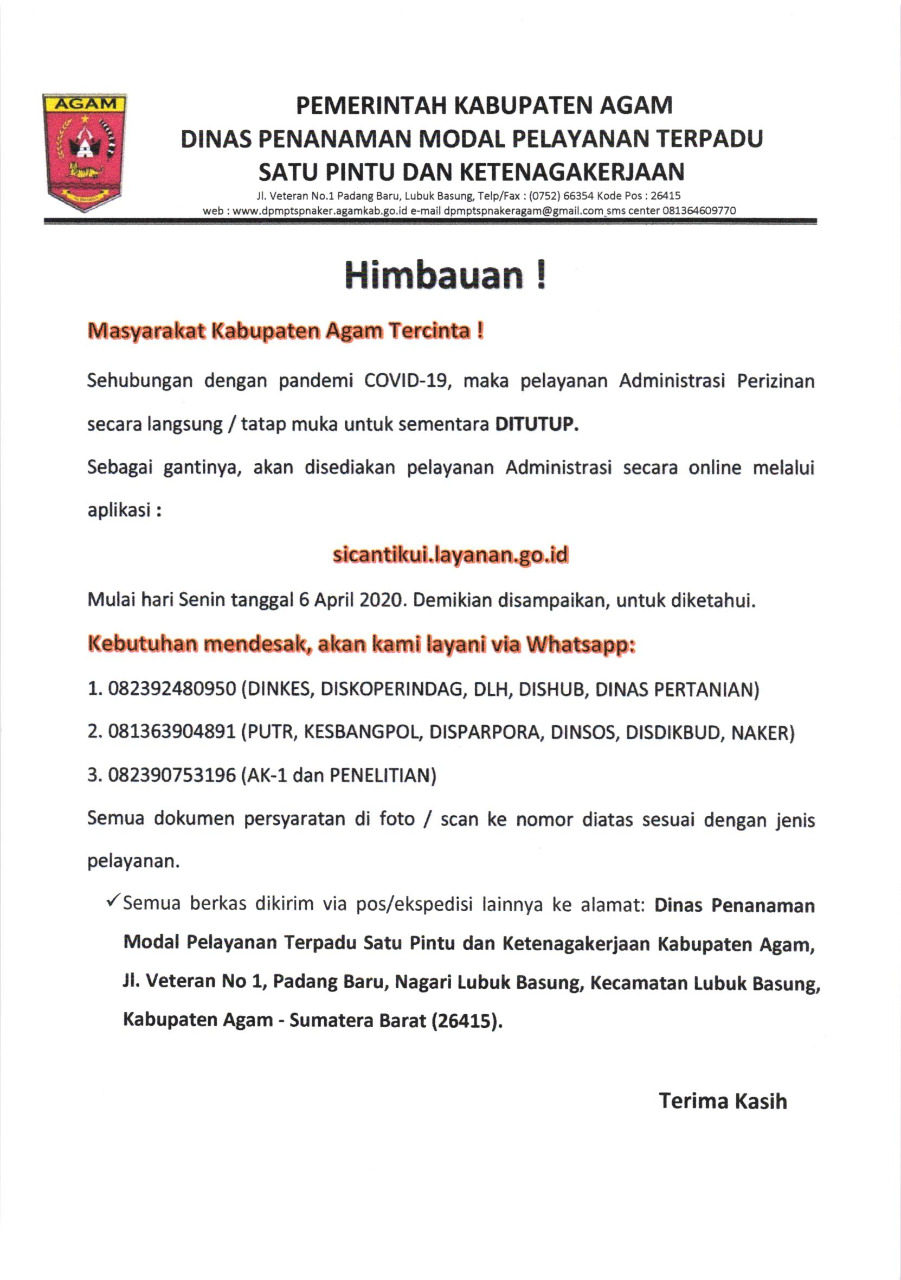 AGAM
PEMERINTAH KABUPATEN AGAM
DINAS PENANAMAN MODAL PELAYANAN TERPADU
SATU PINTU DAN KETENAGAKERJAAN
Jl. Veteran No.1 Padang Baru, Lubuk Basung, Telp/Fax : (0752) 66354 Kode Pos : 26415
web : www.dpmptspnaker.agamkab.go.id e-mail dpmptspnakeragam@gmail.com sms center 081364609770
Himbauan !
Masyarakat Kabupaten Agam Tercinta !
Sehubungan dengan pandemi COVID-19, maka pelayanan Administrasi Perizinan
secara langsung / tatap muka untuk sementara DITUTUP.
Sebagai gantinya, akan disediakan pelayanan Administrasi secara online melalui
aplikasi :
sicantikui.layanan.go.id
Mulai hari Senin tanggal 6 April 2020. Demikian disampaikan, untuk diketahui.
Kebutuhan mendesak, akan kami layani via Whatsapp:
1. 082392480950 (DINKES, DISKOPERINDAG, DLH, DISHUB, DINAS PERTANIAN)
2. 081363904891 (PUTR, KESBANGPOL, DISPARPORA, DINSOS, DISDIKBUD, NAKER)
3. 082390753196 (AK-1 dan PENELITIAN)
Semua dokumen persyaratan di foto / scan ke nomor diatas sesuai dengan jenis
pelayanan.
✓Semua berkas dikirim via pos/ekspedisi lainnya ke alamat: Dinas Penanaman
Modal Pelayanan Terpadu Satu Pintu dan Ketenagakerjaan Kabupaten Agam,
Jl. Veteran No 1, Padang Baru, Nagari Lubuk Basung, Kecamatan Lubuk Basung,
Kabupaten Agam - Sumatera Barat (26415).
Terima Kasih